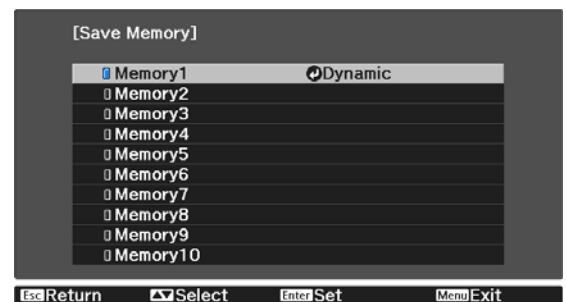 [Save Memory]
Memory1 Dynamic
Memory2
Memory3
Memory4
Memory5
Memory6
Memory7
Memory8
Memory9
Memory10
Esc Return Select Enter Set Menu Exit